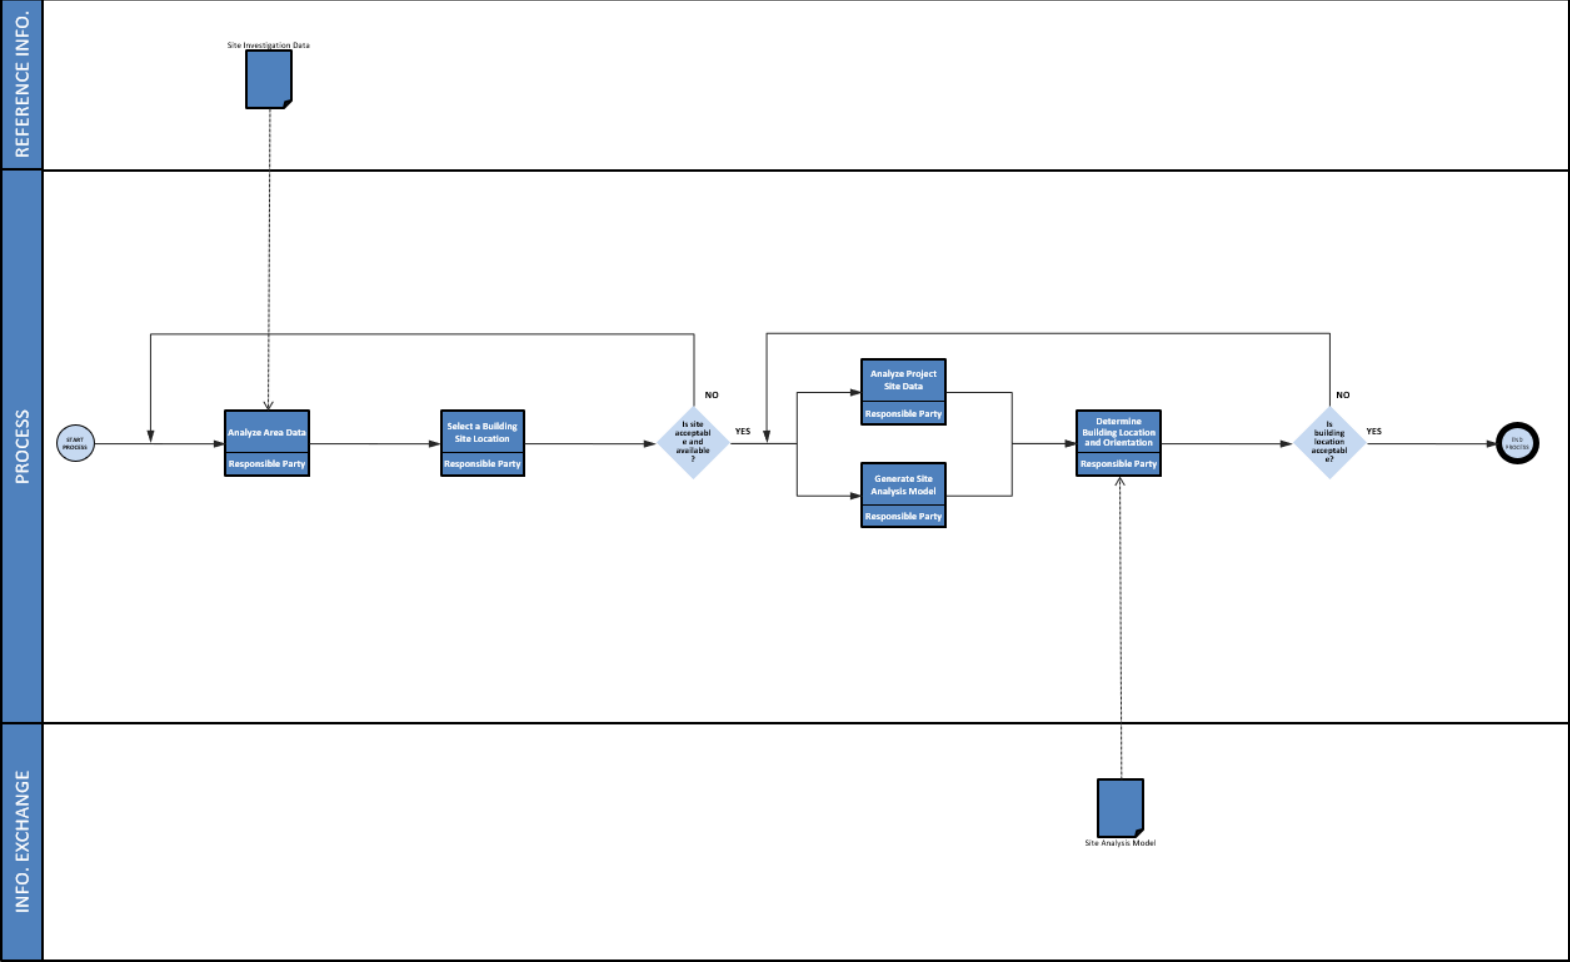 REFERENCE INFO.
Site Investigation Data
PROCESS
START
PROCESS
Analyze Area Data
Responsible Party
Select a Building
Site Location
Responsible Party
NO
Is site
acceptabl
e and
available
?
YES
Analyze Project
Site Data
Responsible Party
Generate Site
Analysis Model
Responsible Party
Determine
Building Location
and Orientation
Responsible Party
NO
Is
building
location
acceptabl
e?
YES
END
PROCESS
INFO. EXCHANGE
Site Analysis Model